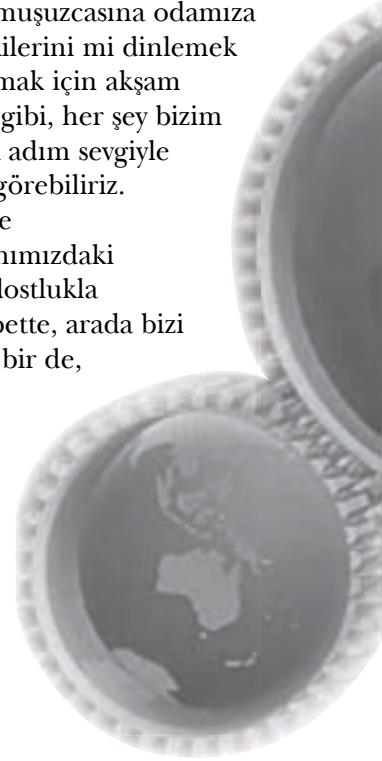 muşuzcasına odamıza
ilerini mi dinlemek
mak için akşam
gibi, her şey bizim
adım sevgiyle
görebiliriz.
e
nımızdaki
dostlukla
bette, arada bizi
bir de,